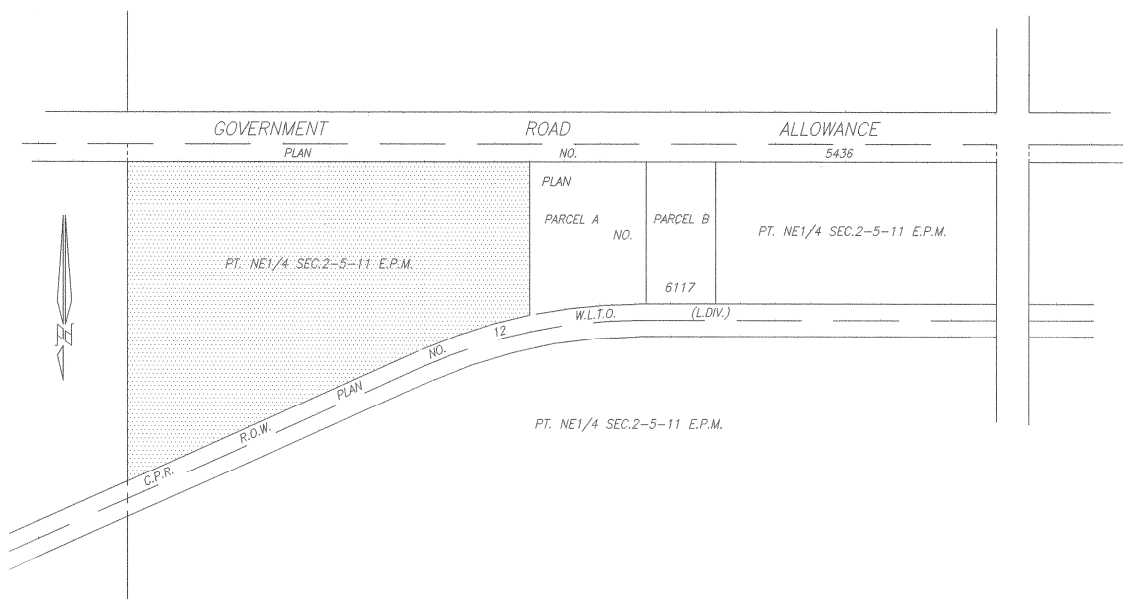 GOVERNMENT ROAD ALLOWANCE
PLAN NO. 5436
PLAN
PARCEL A
NO.
PARCEL B
6117
PT. NE1/4 SEC.2-5-11 E.P.M.
PT. NE1/4 SEC.2-5-11 E.P.M.
C.P.R. R.O.W. PLAN NO. 12 W.L.T.O. (L.DIV.)
PT. NE1/4 SEC.2-5-11 E.P.M.
N